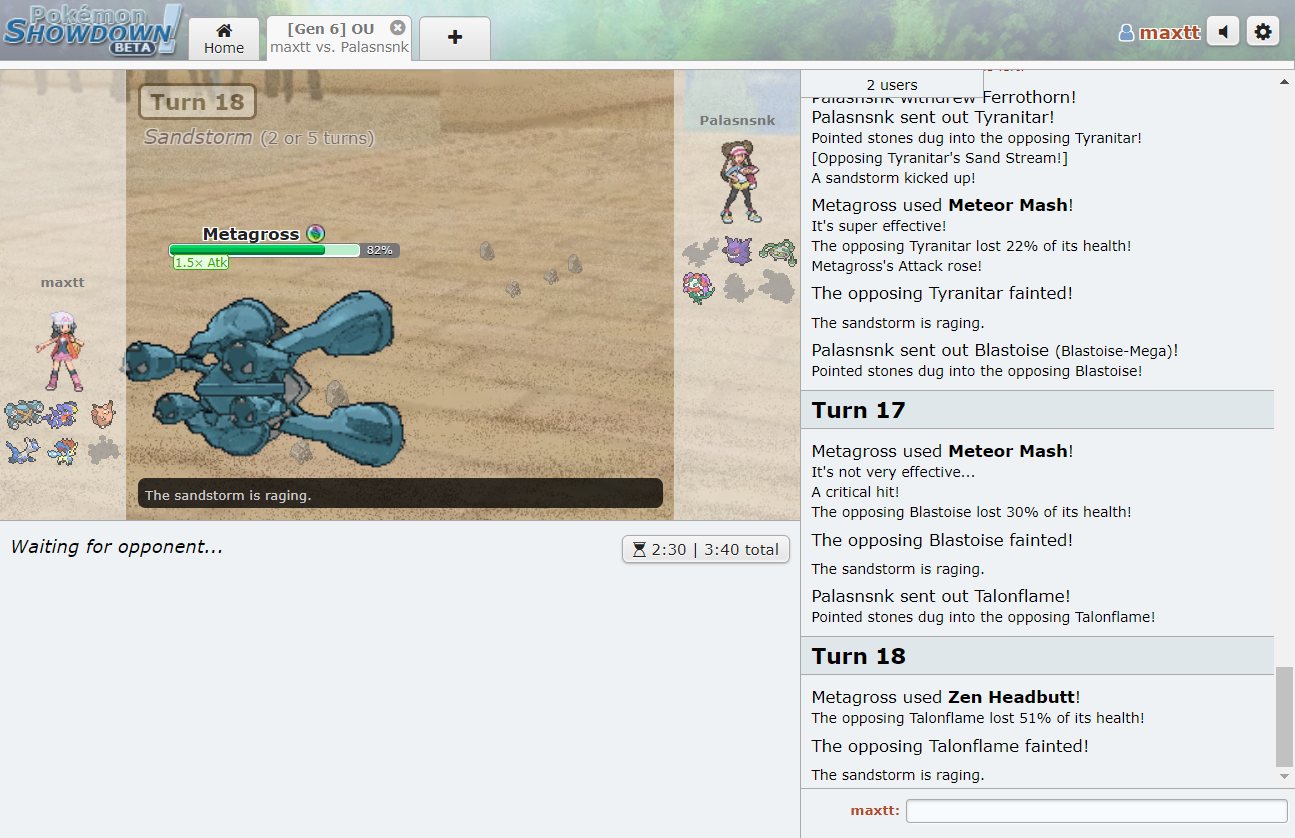 Pokémon
SHOWDOWN!
BETA
Home
[Gen 6] OU
maxtt vs. Palasnsnk
+
maxtt
Turn 18
Sandstorm (2 or 5 turns)
Metagross
82%
1.5× Atk
maxtt
Palasnsnk
The sandstorm is raging.
Waiting for opponent...
2:30 | 3:40 total
2 users
Palasnsnk withdrew Ferrothorn!
Palasnsnk sent out Tyranitar!
Pointed stones dug into the opposing Tyranitar!
[Opposing Tyranitar's Sand Stream!]
A sandstorm kicked up!
Metagross used Meteor Mash!
It's super effective!
The opposing Tyranitar lost 22% of its health!
Metagross's Attack rose!
The opposing Tyranitar fainted!
The sandstorm is raging.
Palasnsnk sent out Blastoise (Blastoise-Mega)!
Pointed stones dug into the opposing Blastoise!
Turn 17
Metagross used Meteor Mash!
It's not very effective...
A critical hit!
The opposing Blastoise lost 30% of its health!
The opposing Blastoise fainted!
The sandstorm is raging.
Palasnsnk sent out Talonflame!
Pointed stones dug into the opposing Talonflame!
Turn 18
Metagross used Zen Headbutt!
The opposing Talonflame lost 51% of its health!
The opposing Talonflame fainted!
The sandstorm is raging.
maxtt: